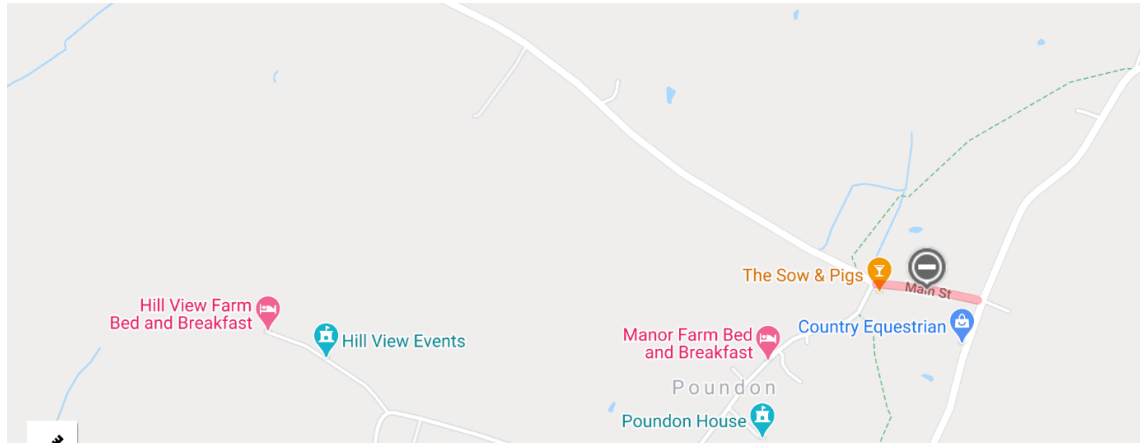 The Sow & Pigs
Main St
Hill View Farm
Bed and Breakfast
Hill View Events
Country Equestrian
Manor Farm Bed
and Breakfast
Poundon
Poundon House